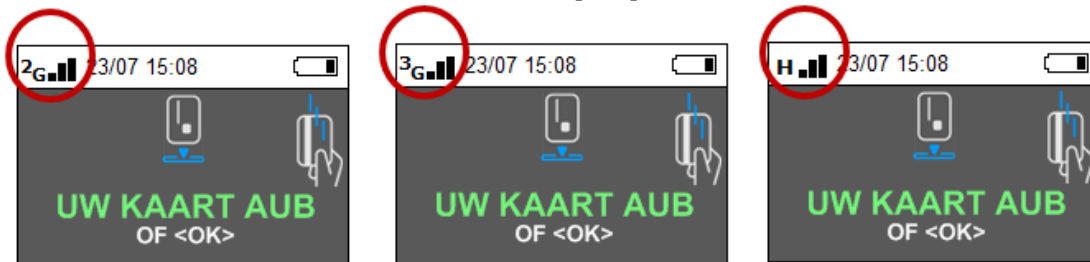 2G 23/07 15:08
UW KAART AUB
OF <OK>
3G 23/07 15:08
UW KAART AUB
OF <OK>
H 23/07 15:08
UW KAART AUB
OF <OK>